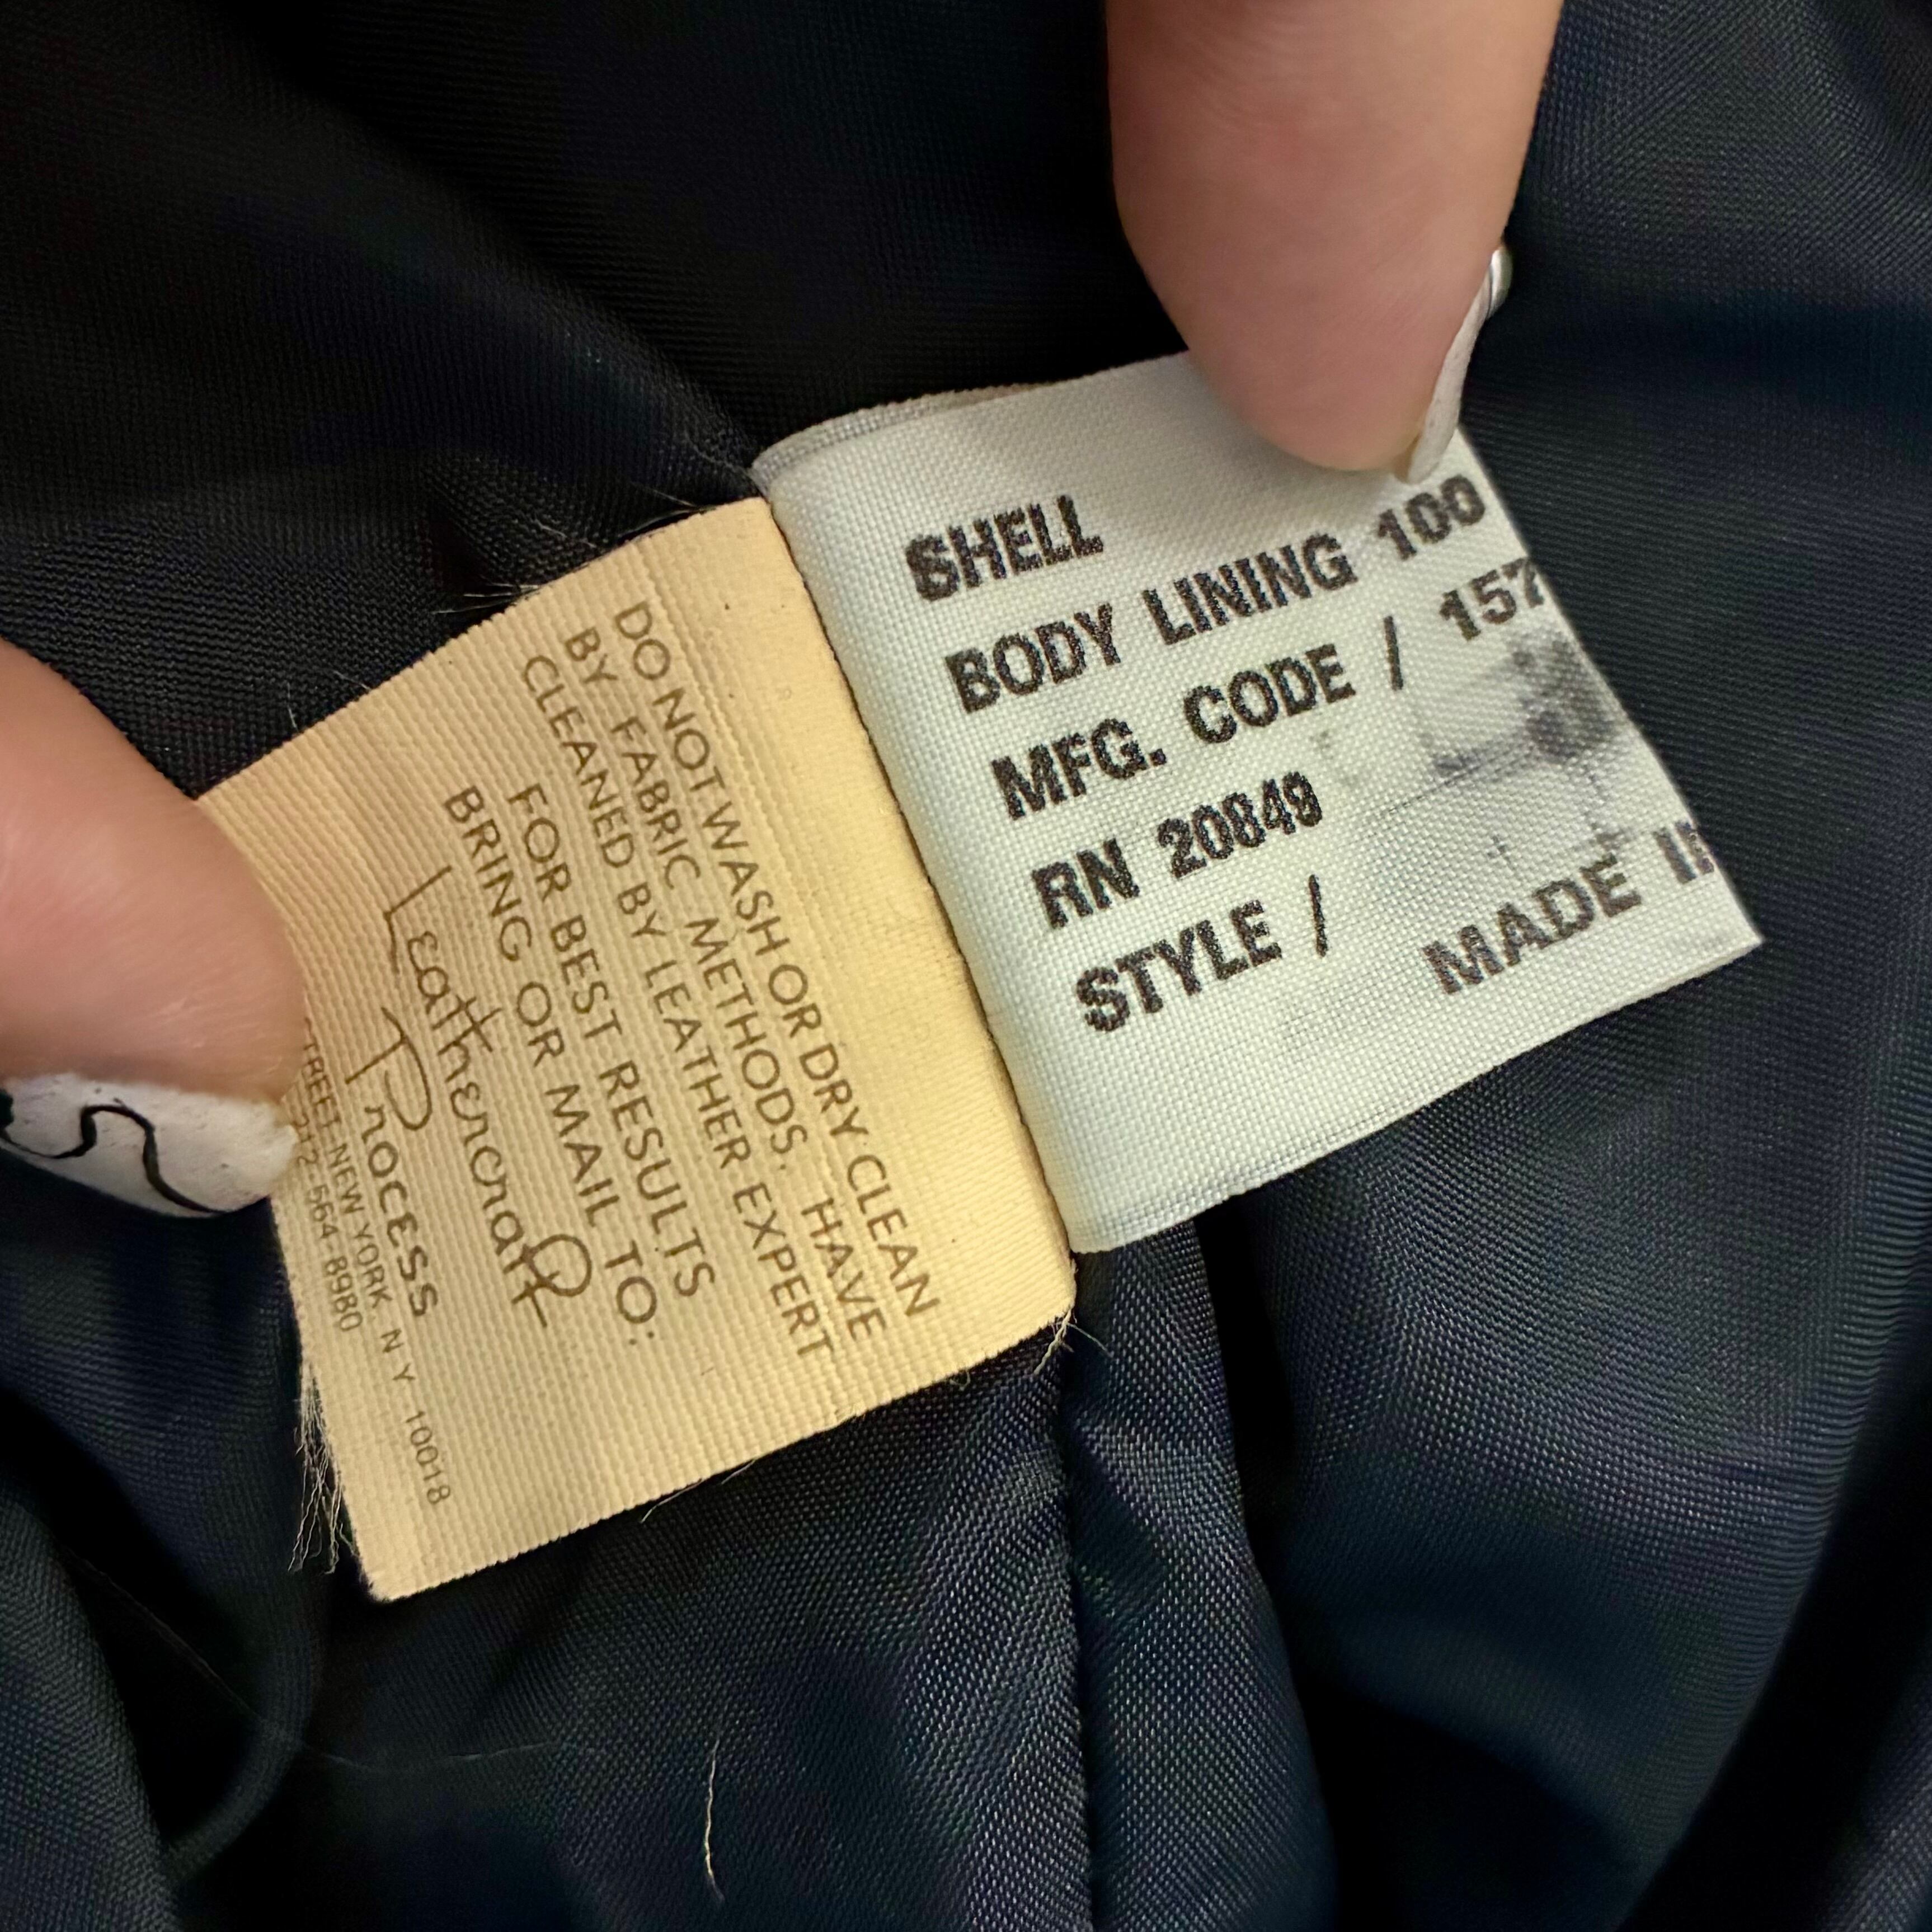 DO NOT WASH OR DRY CLEAN
BY FABRIC METHODS. HAVE
CLEANED BY LEATHER EXPERT
FOR BEST RESULTS
BRING OR MAIL TO:
Leathercraft
Process
STREET NEW YORK N Y 10018
212-564-8980
SHELL
BODY LINING 100
MFG. CODE / 157
RN 20849
STYLE /
MADE